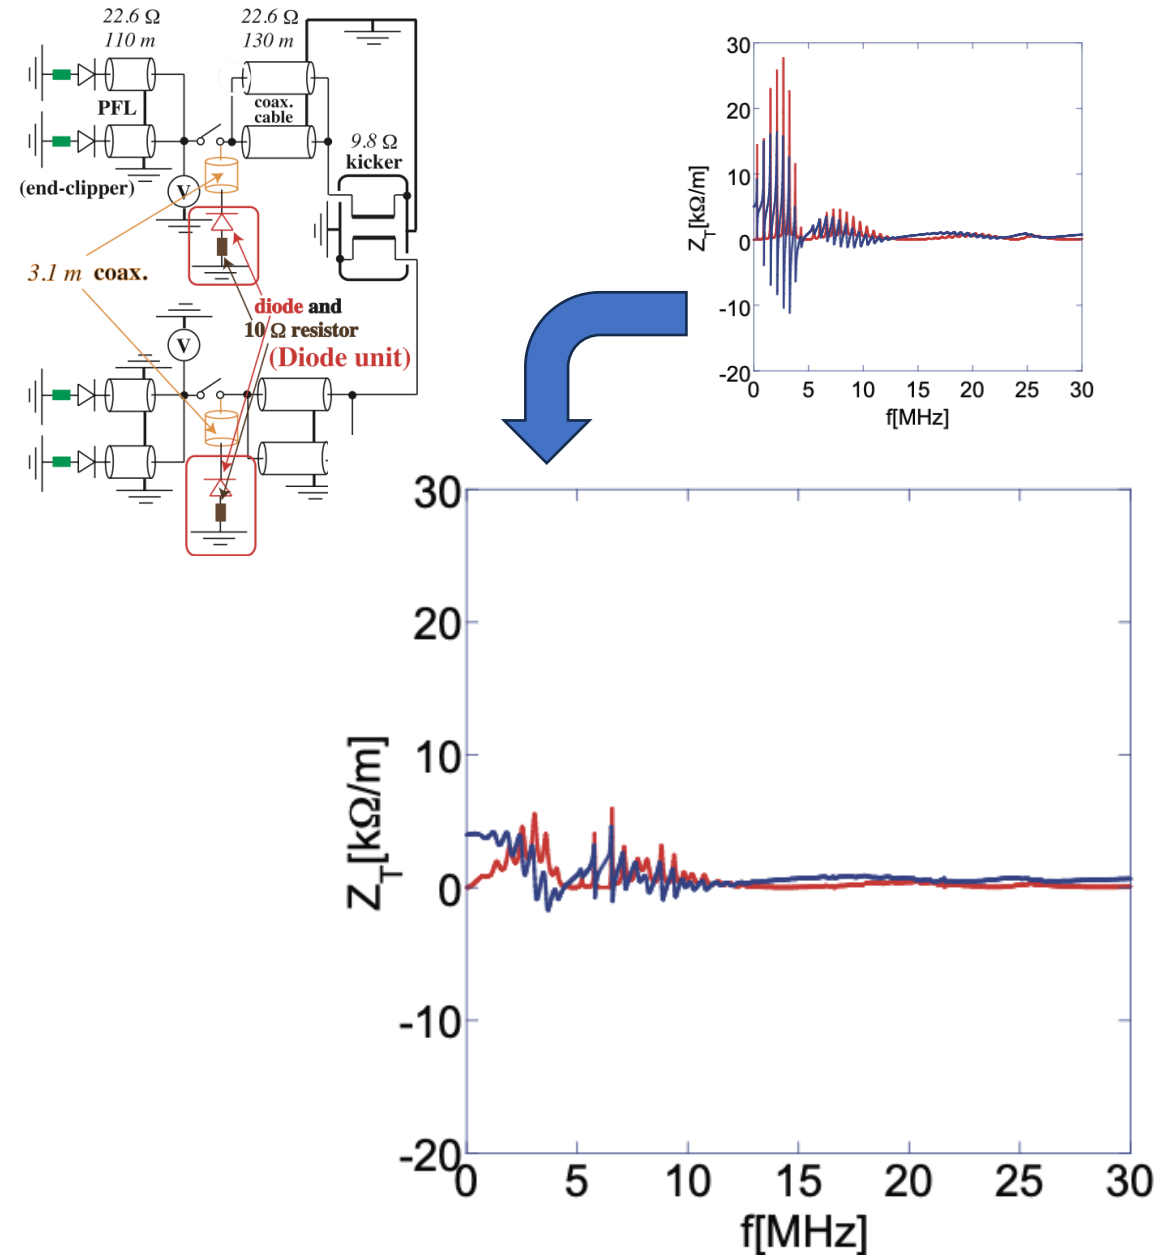 22.6 Ω
110 m
22.6 Ω
130 m
PFL
coax.
cable
9.8 Ω
kicker
(end-clipper)
V
3.1 m coax.
diode and
10 Ω resistor
(Diode unit)
V
30
20
10
0
-10
-20
Z_T[kΩ/m]
0 5 10 15 20 25 30
f[MHz]
30
20
10
0
-10
-20
Z_T[kΩ/m]
0 5 10 15 20 25 30
f[MHz]